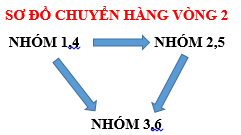 SƠ ĐỒ CHUYỂN HÀNG VÒNG 2
NHÓM 1,4 NHÓM 2,5
NHÓM 3,6